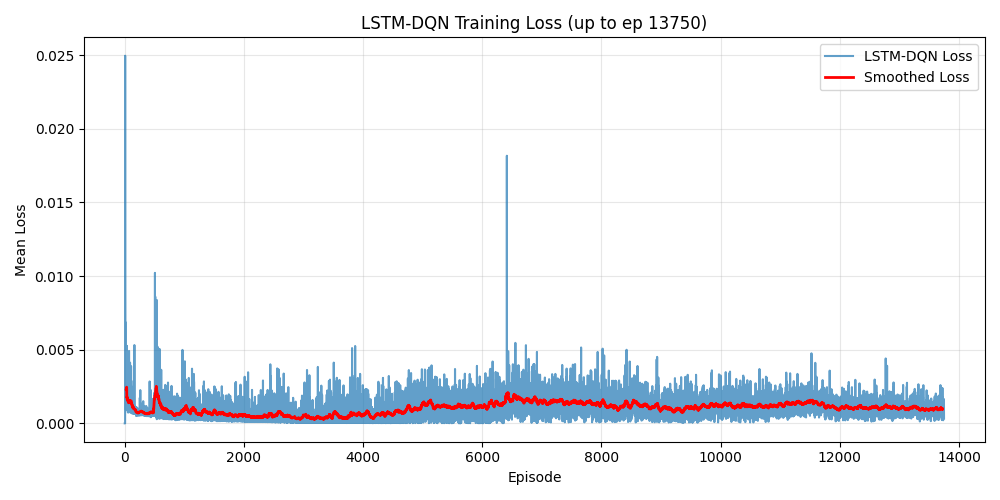 LSTM-DQN Training Loss (up to ep 13750)
LSTM-DQN Loss
Smoothed Loss
Mean Loss
0.025
0.020
0.015
0.010
0.005
0.000
0 2000 4000 6000 8000 10000 12000 14000
Episode